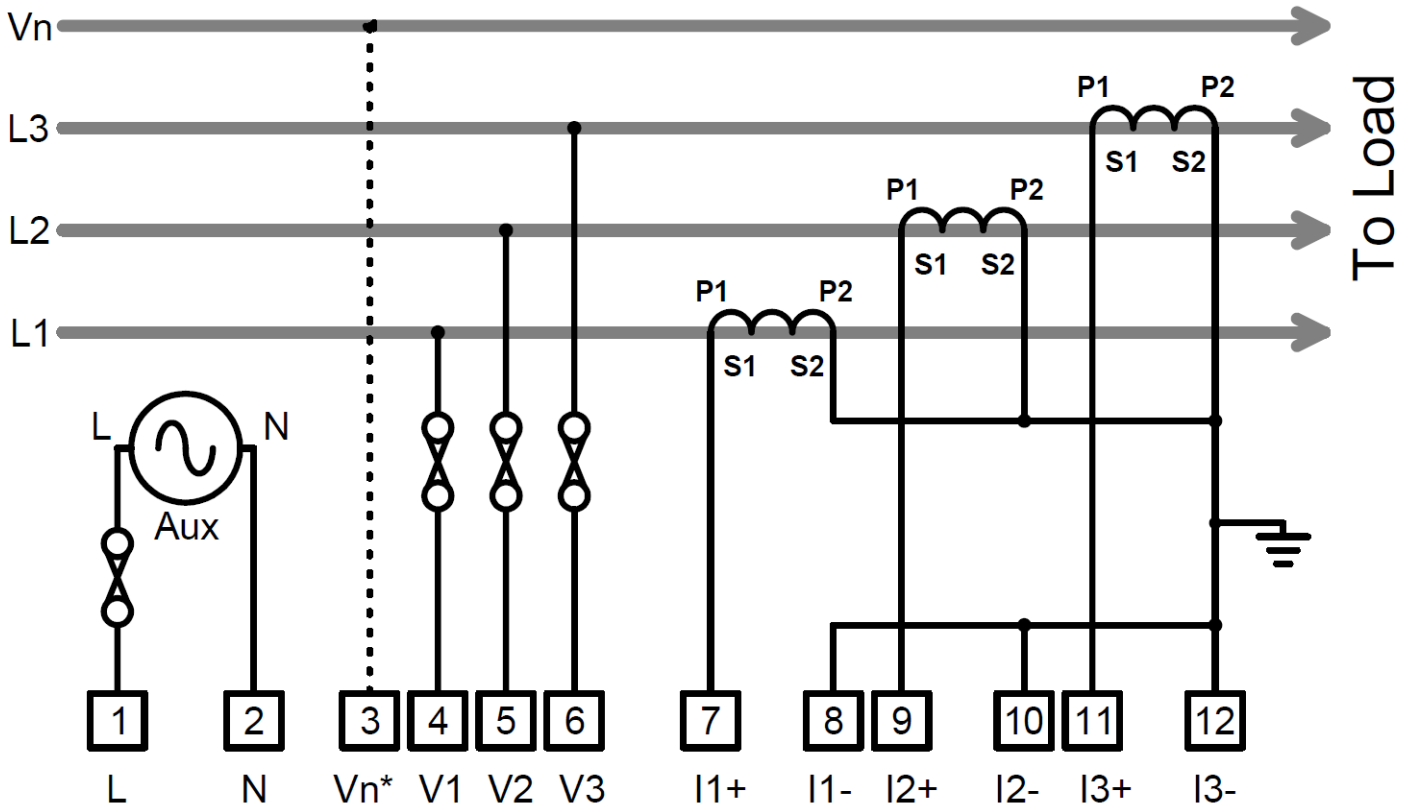 Vn
P1 P2
L3
S1 S2
P1 P2
L2
S1 S2
P1 P2
L1
S1 S2
To Load
L N
Aux
1 2 3 4 5 6 7 8 9 10 11 12
L N Vn* V1 V2 V3 I1+ I1- I2+ I2- I3+ I3-